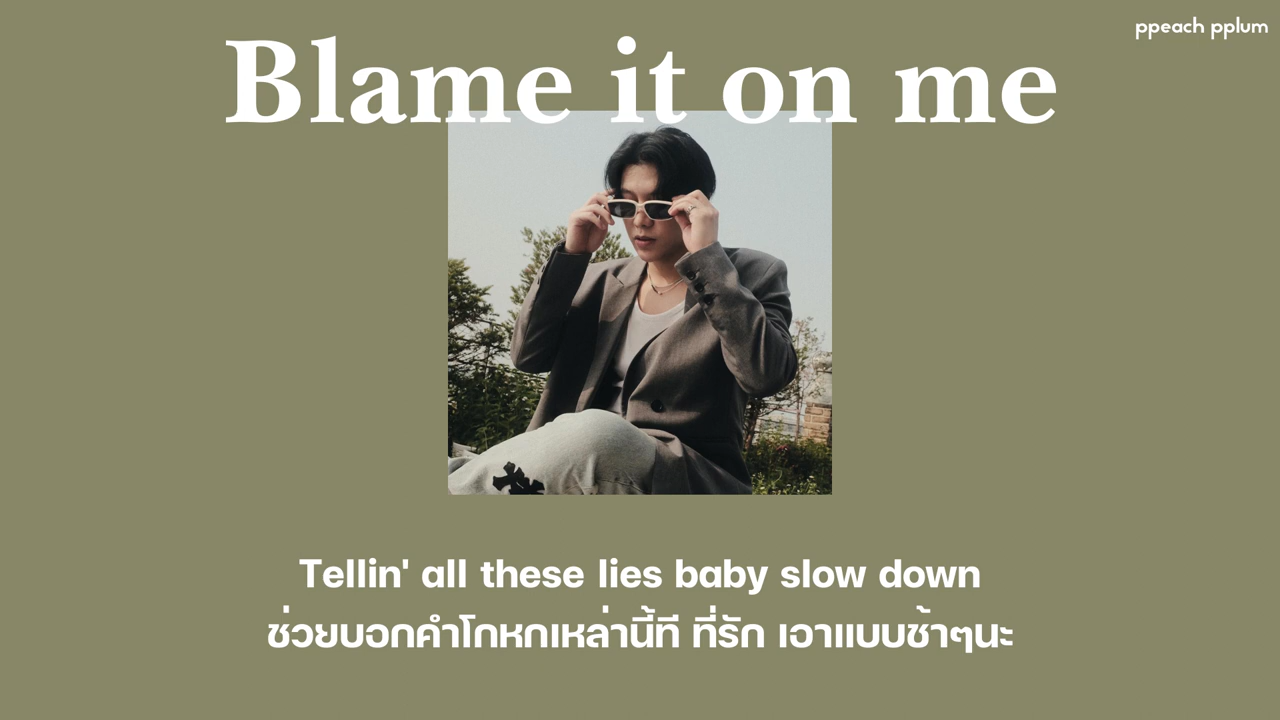 ppeach pplum
Blame it on me
Tellin' all these lies baby slow down
ช่วยบอกคำโกหกเหล่านี้ที ที่รัก เอาแบบช้าๆนะ